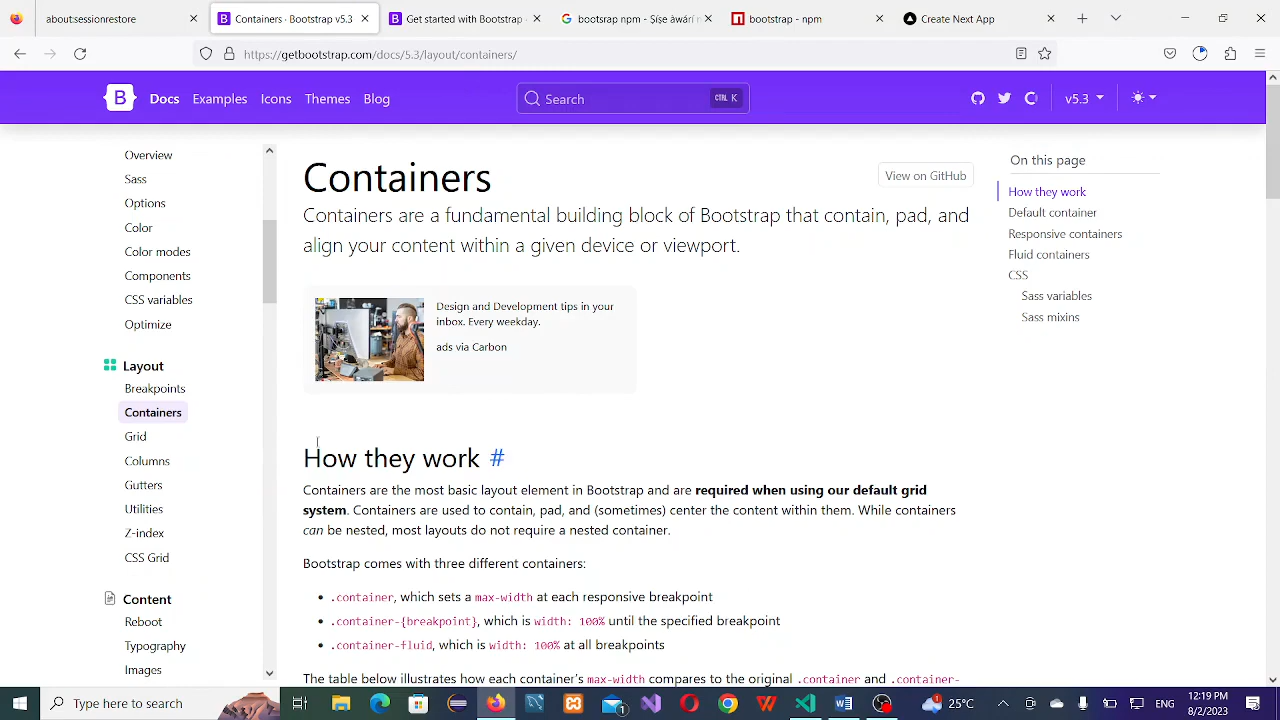 about:sessionrestore
Containers · Bootstrap v5.3
Get started with Bootstrap ·
bootstrap npm - Ṣíṣe àwárí n
bootstrap - npm
Create Next App
https://getbootstrap.com/docs/5.3/layout/containers/
B
Docs
Examples
Icons
Themes
Blog
Search
CTRL K
v5.3
Overview
Sass
Options
Color
Color modes
Components
CSS variables
Optimize
Layout
Breakpoints
Containers
Grid
Columns
Gutters
Utilities
Z-index
CSS Grid
Content
Reboot
Typography
Images
Containers
View on GitHub
Containers are a fundamental building block of Bootstrap that contain, pad, and
align your content within a given device or viewport.
Design and Development tips in your
inbox. Every weekday.
ads via Carbon
How they work #
Containers are the most basic layout element in Bootstrap and are required when using our default grid
system. Containers are used to contain, pad, and (sometimes) center the content within them. While containers
can be nested, most layouts do not require a nested container.
Bootstrap comes with three different containers:
• .container, which sets a max-width at each responsive breakpoint
• .container-{breakpoint}, which is width: 100% until the specified breakpoint
• .container-fluid, which is width: 100% at all breakpoints
The table below illustrates how each container's max-width compares to the original .container and .container-
On this page
How they work
Default container
Responsive containers
Fluid containers
CSS
Sass variables
Sass mixins
Type here to search
25°C
ENG
12:19 PM
8/2/2023